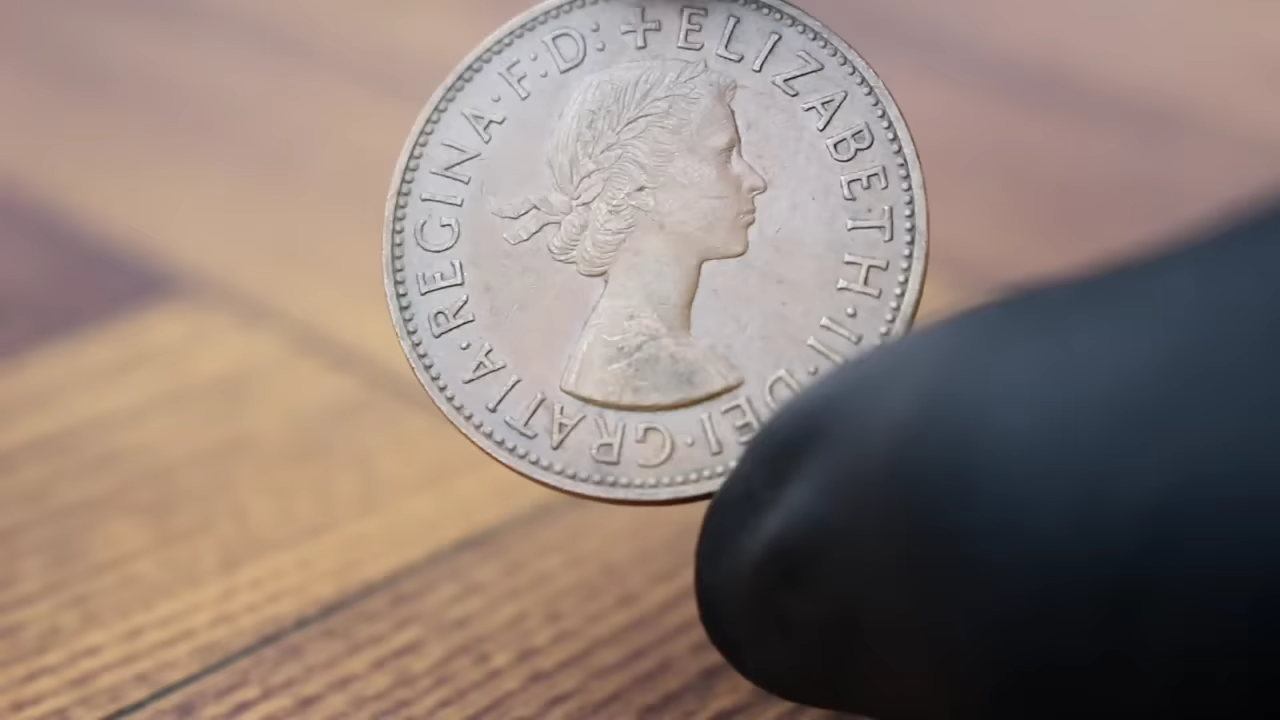 + ELIZABETH · II · DEI · GRATIA · REGINA · F: D: